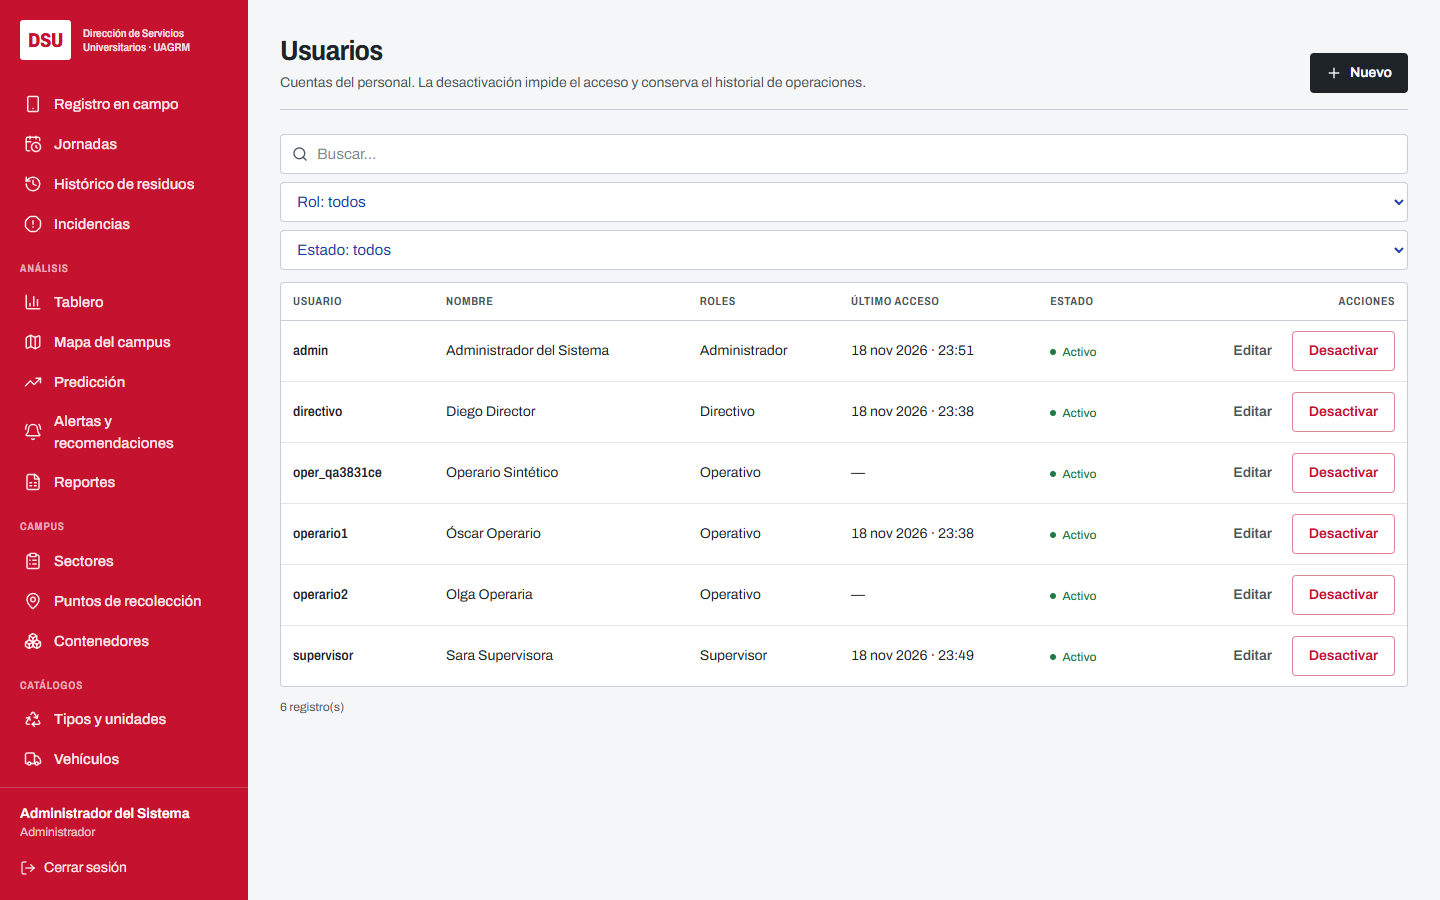 DSU
Dirección de Servicios
Universitarios · UAGRM
Registro en campo
Jornadas
Histórico de residuos
Incidencias
ANÁLISIS
Tablero
Mapa del campus
Predicción
Alertas y
recomendaciones
Reportes
CAMPUS
Sectores
Puntos de recolección
Contenedores
CATÁLOGOS
Tipos y unidades
Vehículos
Administrador del Sistema
Administrador
Cerrar sesión
Usuarios
Cuentas del personal. La desactivación impide el acceso y conserva el historial de operaciones.
Nuevo
Buscar...
Rol: todos
Estado: todos
USUARIO NOMBRE ROLES ÚLTIMO ACCESO ESTADO ACCIONES
admin Administrador del Sistema Administrador 18 nov 2026 · 23:51 Activo Editar Desactivar
directivo Diego Director Directivo 18 nov 2026 · 23:38 Activo Editar Desactivar
oper_qa3831ce Operario Sintético Operativo — Activo Editar Desactivar
operario1 Óscar Operario Operativo 18 nov 2026 · 23:38 Activo Editar Desactivar
operario2 Olga Operaria Operativo — Activo Editar Desactivar
supervisor Sara Supervisora Supervisor 18 nov 2026 · 23:49 Activo Editar Desactivar
6 registro(s)